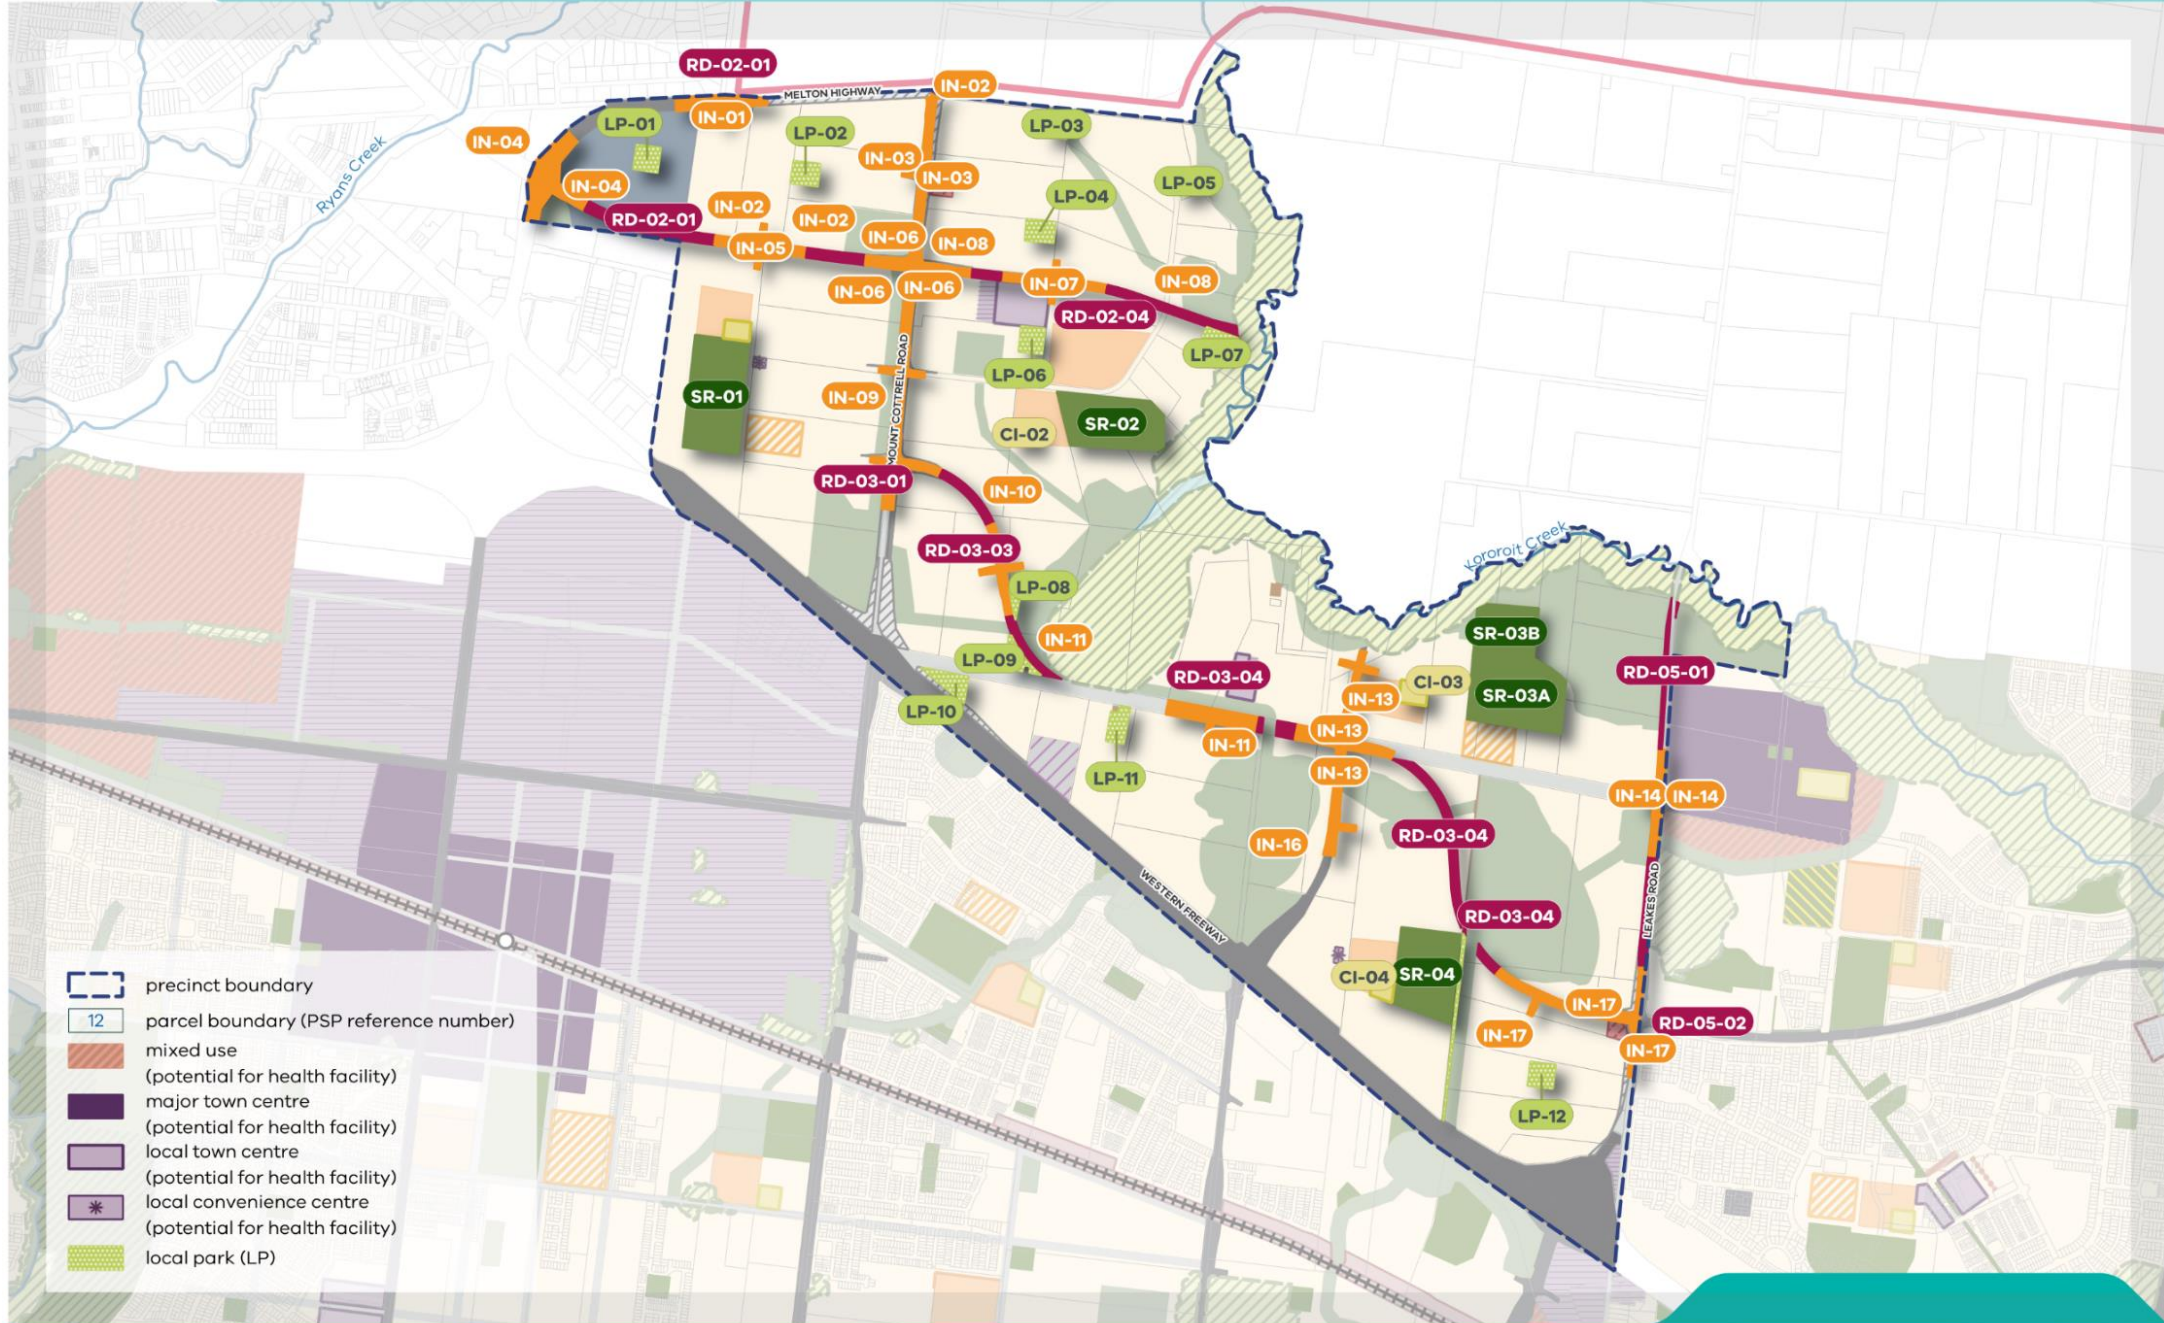 RD-02-01
MELTON HIGHWAY
IN-02
IN-01
LP-01
LP-02
LP-03
IN-04
IN-03
IN-03
Ryans Creek
IN-04
LP-04
LP-05
RD-02-01
IN-02
IN-02
IN-05
IN-06
IN-08
IN-06
IN-06
IN-07
IN-08
RD-02-04
LP-07
MOUNT COTTRELL ROAD
LP-06
SR-01
IN-09
CI-02
SR-02
RD-03-01
IN-10
RD-03-03
Kororoit Creek
LP-08
IN-11
LP-09
SR-03B
RD-03-04
RD-05-01
CI-03
IN-13
SR-03A
LP-10
IN-11
IN-13
LP-11
IN-13
IN-14
IN-14
IN-16
RD-03-04
WESTERN FREEWAY
LEAKES ROAD
RD-03-04
CI-04
SR-04
IN-17
IN-17
RD-05-02
IN-17
LP-12
precinct boundary
12
parcel boundary (PSP reference number)
mixed use
(potential for health facility)
major town centre
(potential for health facility)
local town centre
(potential for health facility)
local convenience centre
(potential for health facility)
local park (LP)